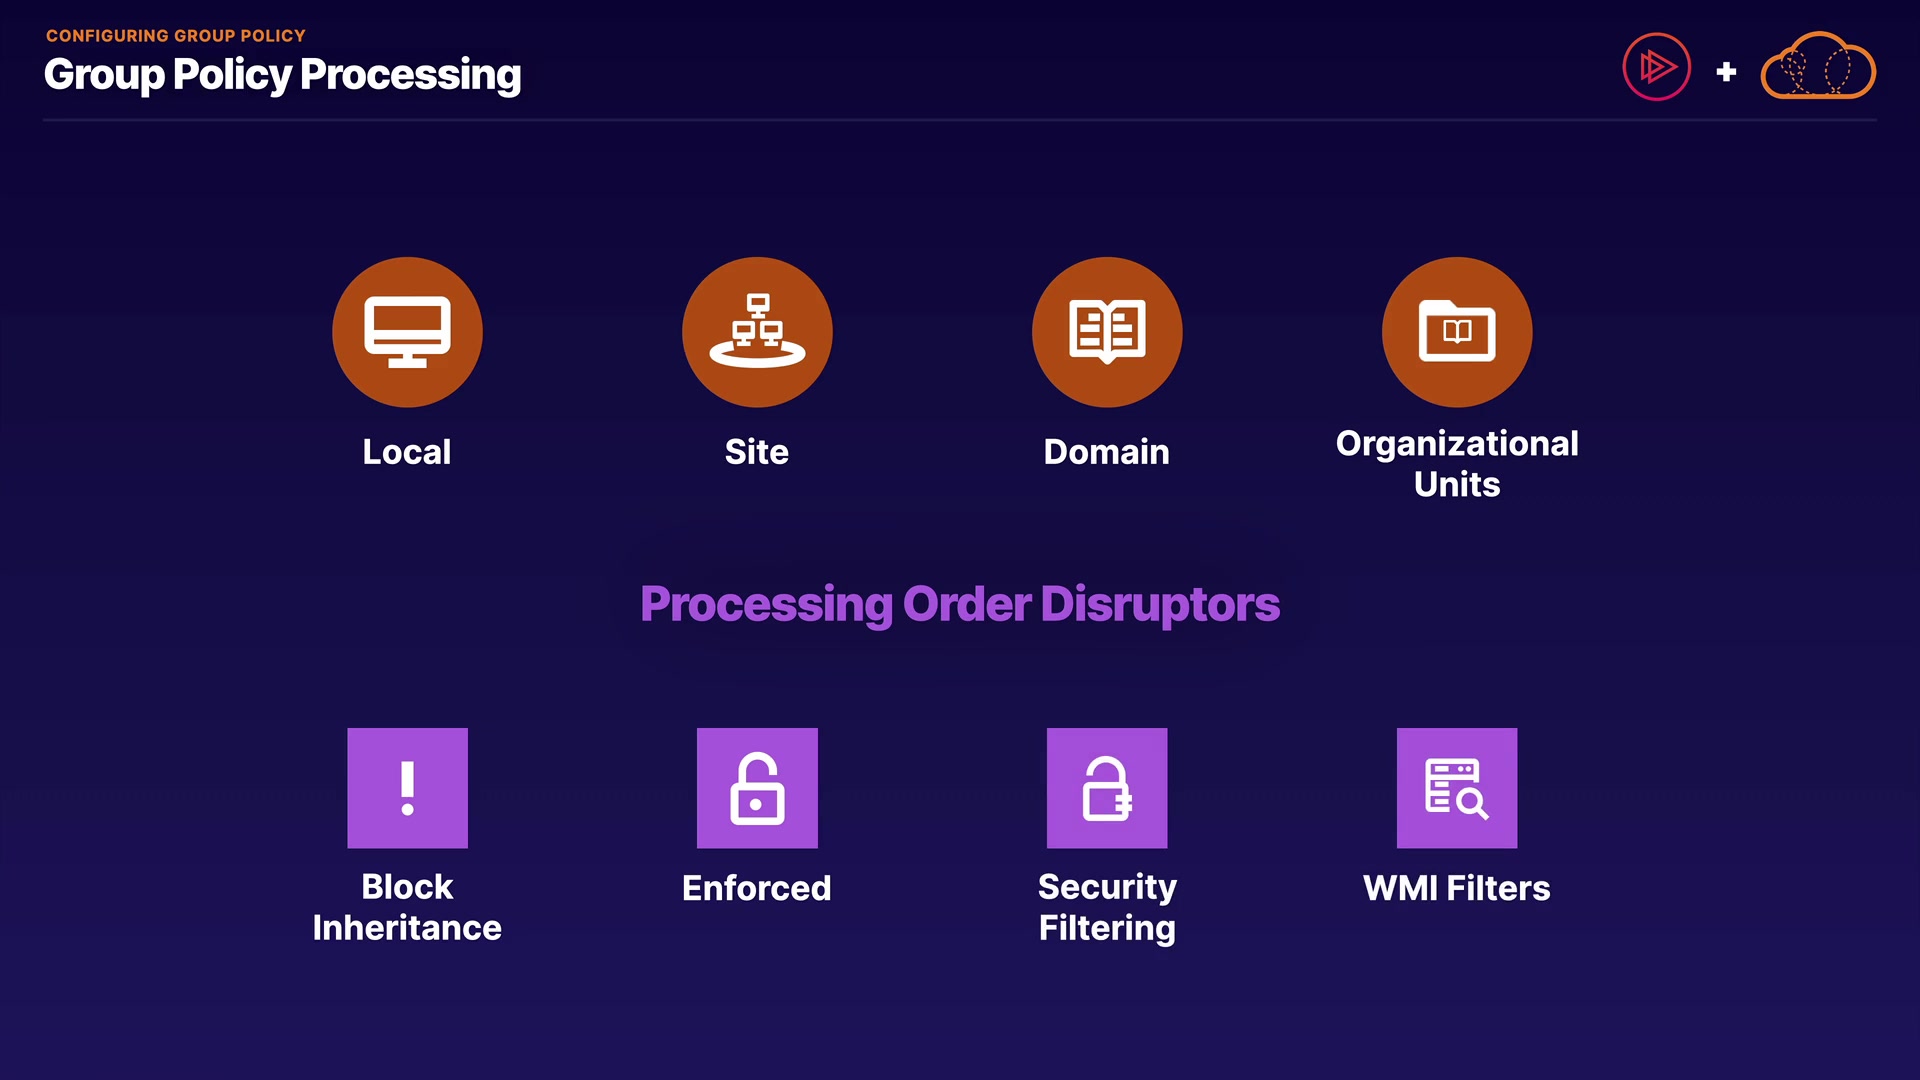 CONFIGURING GROUP POLICY
Group Policy Processing
Local
Site
Domain
Organizational
Units
Processing Order Disruptors
Block
Inheritance
Enforced
Security
Filtering
WMI Filters